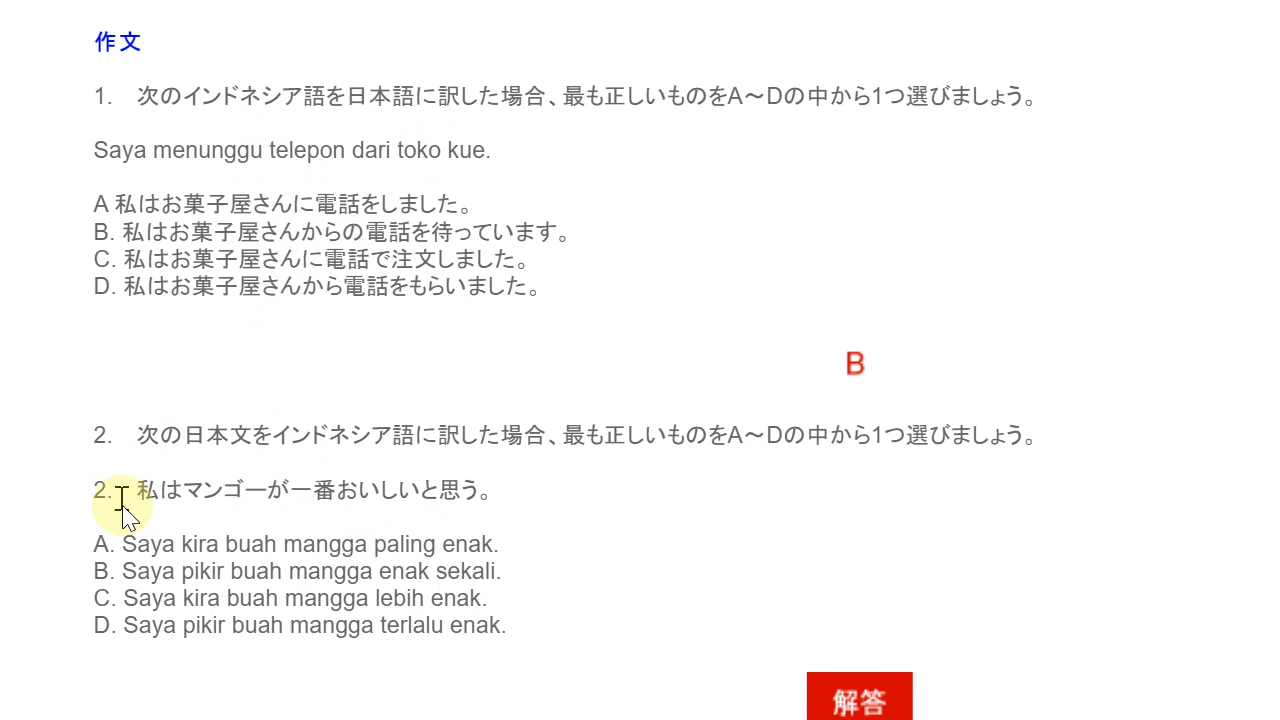 作文
1.　次のインドネシア語を日本語に訳した場合、最も正しいものをA～Dの中から1つ選びましょう。
Saya menunggu telepon dari toko kue.
A 私はお菓子屋さんに電話をしました。
B. 私はお菓子屋さんからの電話を待っています。
C. 私はお菓子屋さんに電話で注文しました。
D. 私はお菓子屋さんから電話をもらいました。
B
2.　次の日本文をインドネシア語に訳した場合、最も正しいものをA～Dの中から1つ選びましょう。
2.　私はマンゴーが一番おいしいと思う。
A. Saya kira buah mangga paling enak.
B. Saya pikir buah mangga enak sekali.
C. Saya kira buah mangga lebih enak.
D. Saya pikir buah mangga terlalu enak.
解答